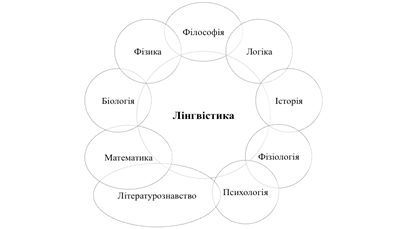 Філософія
Фізика
Логіка
Біологія
Історія
Лінгвістика
Математика
Фізіологія
Літературознавство
Психологія